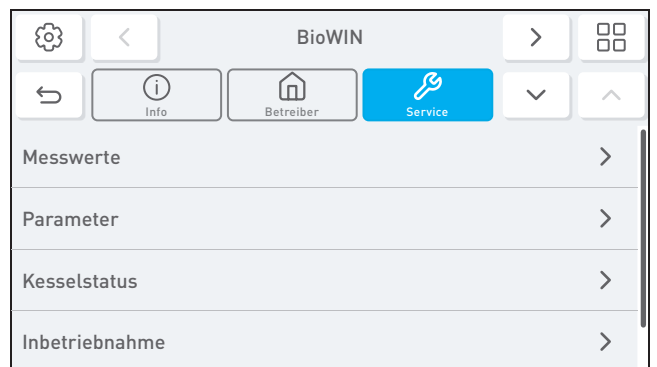 BioWIN
Info
Betreiber
Service
Messwerte
Parameter
Kesselstatus
Inbetriebnahme